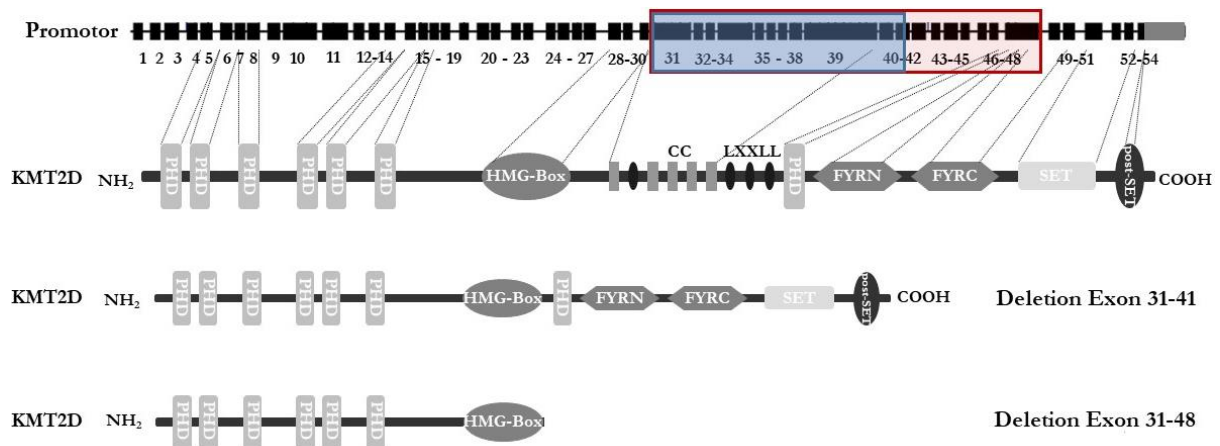 Promotor
1 2 3 4 5 6 7 8 9 10 11 12-14 15 - 19 20 - 23 24 - 27 28-30 31 32-34 35 - 38 39 40-42 43-45 46-48 49-51 52-54
CC LXXLL
KMT2D NH2 PHD PHD PHD PHD PHD PHD HMG-Box PHD FYRN FYRC SET post-SET COOH
KMT2D NH2 PHD PHD PHD PHD PHD PHD HMG-Box PHD FYRN FYRC SET post-SET COOH Deletion Exon 31-41
KMT2D NH2 PHD PHD PHD PHD PHD PHD HMG-Box Deletion Exon 31-48